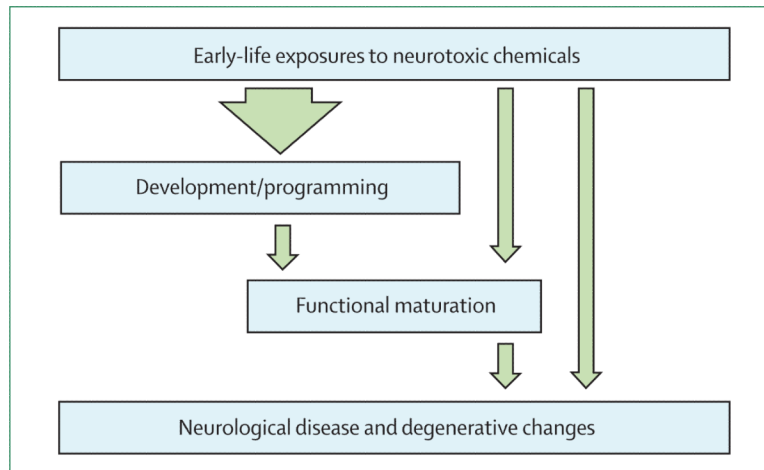 Early-life exposures to neurotoxic chemicals
Development/programming
Functional maturation
Neurological disease and degenerative changes